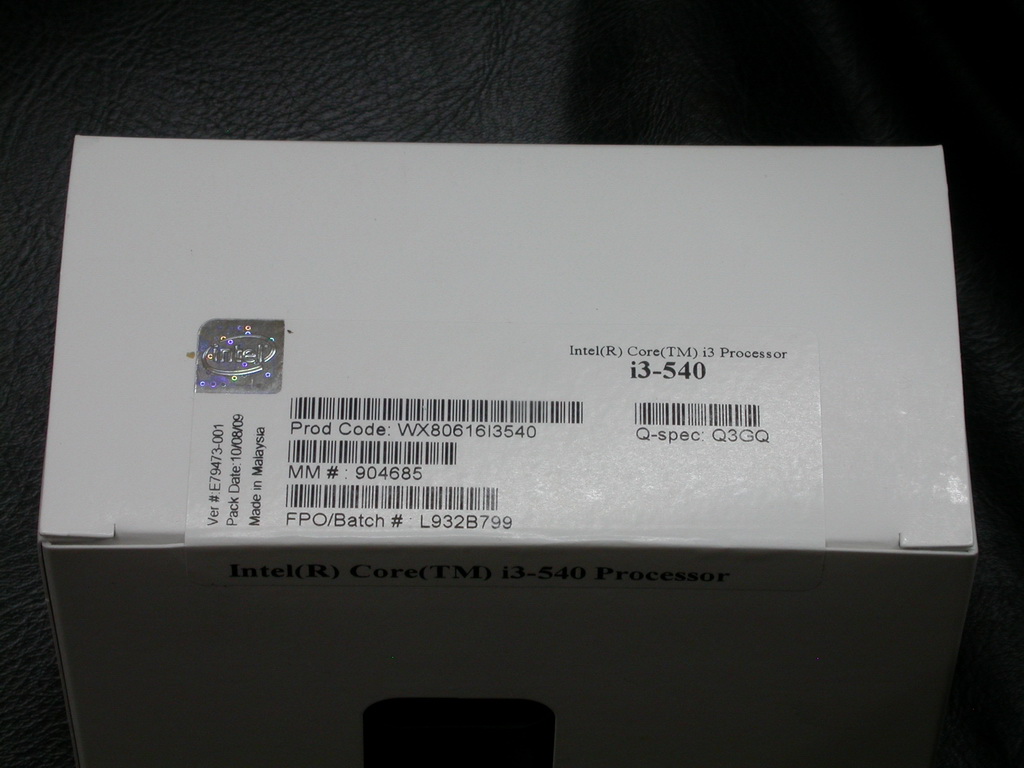 intel
Intel(R) Core(TM) i3 Processor
i3-540
Prod Code: WX80616I3540
Q-spec: Q3GQ
MM # : 904685
FPO/Batch # : L932B799
Ver #:E79473-001
Pack Date:10/08/09
Made in Malaysia
Intel(R) Core(TM) i3-540 Processor